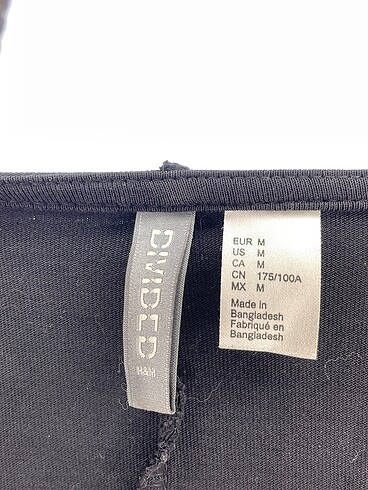 DIVIDED
H&M
EUR M
US M
CA M
CN 175/100A
MX M
Made in
Bangladesh
Fabriqué en
Bangladesh